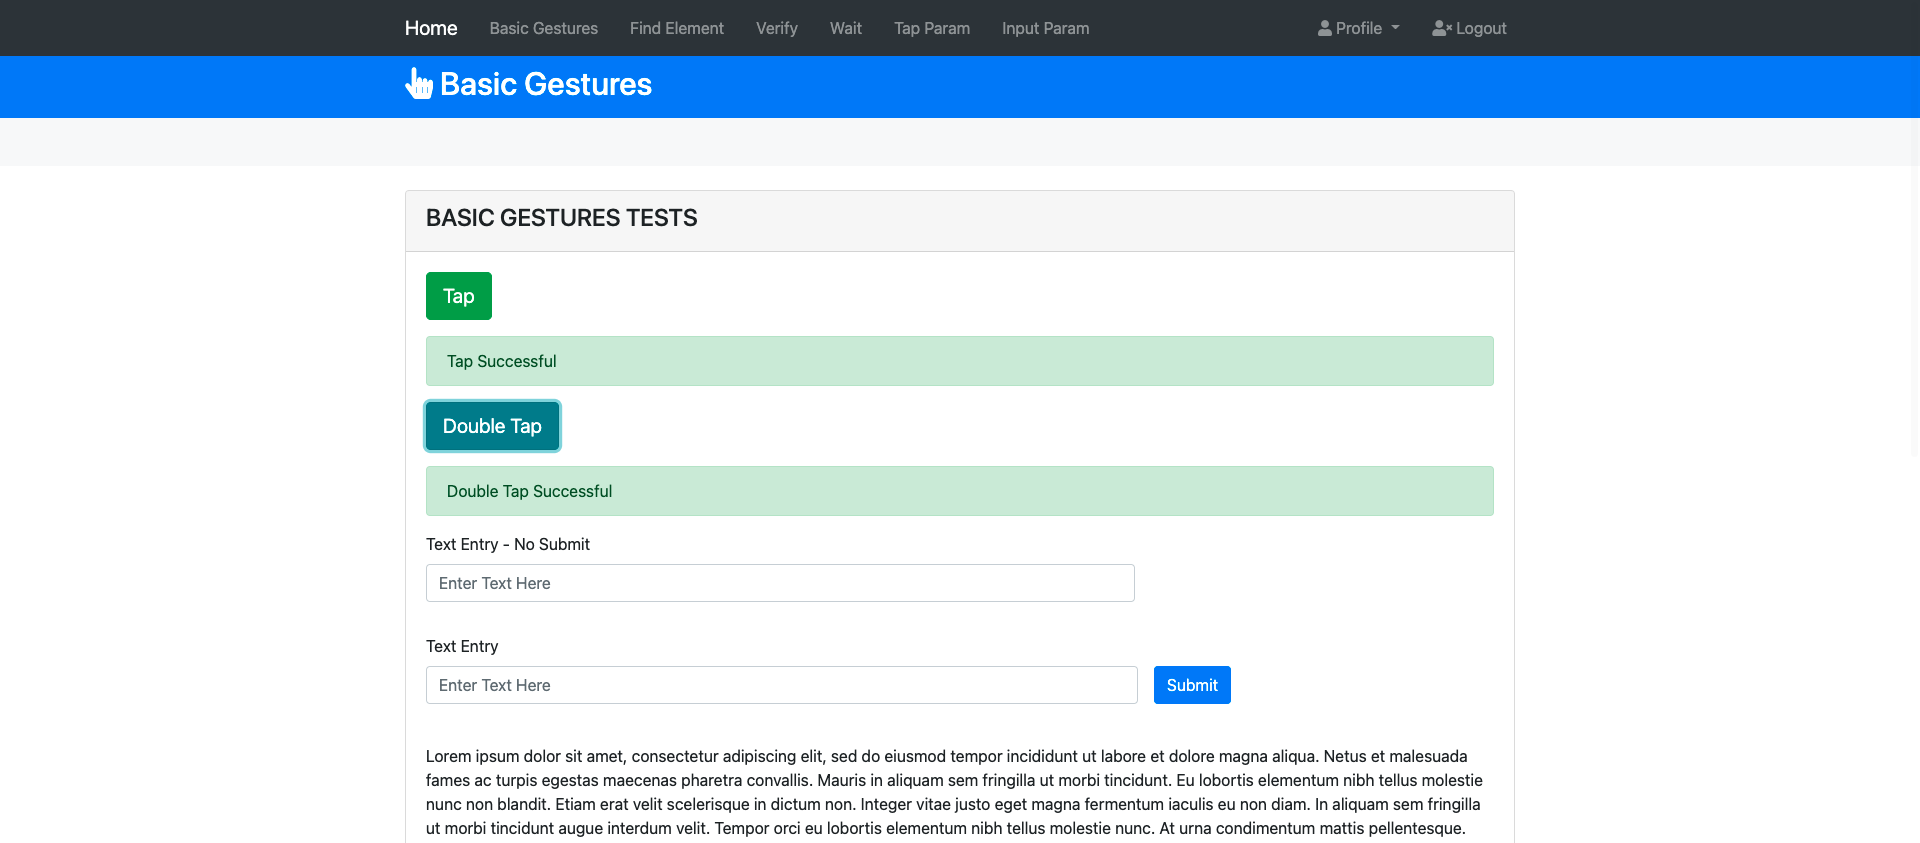 Home Basic Gestures Find Element Verify Wait Tap Param Input Param Profile Logout
Basic Gestures
BASIC GESTURES TESTS
Tap
Tap Successful
Double Tap
Double Tap Successful
Text Entry - No Submit
Enter Text Here
Text Entry
Enter Text Here Submit
Lorem ipsum dolor sit amet, consectetur adipiscing elit, sed do eiusmod tempor incididunt ut labore et dolore magna aliqua. Netus et malesuada
fames ac turpis egestas maecenas pharetra convallis. Mauris in aliquam sem fringilla ut morbi tincidunt. Eu lobortis elementum nibh tellus molestie
nunc non blandit. Etiam erat velit scelerisque in dictum non. Integer vitae justo eget magna fermentum iaculis eu non diam. In aliquam sem fringilla
ut morbi tincidunt augue interdum velit. Tempor orci eu lobortis elementum nibh tellus molestie nunc. At urna condimentum mattis pellentesque.